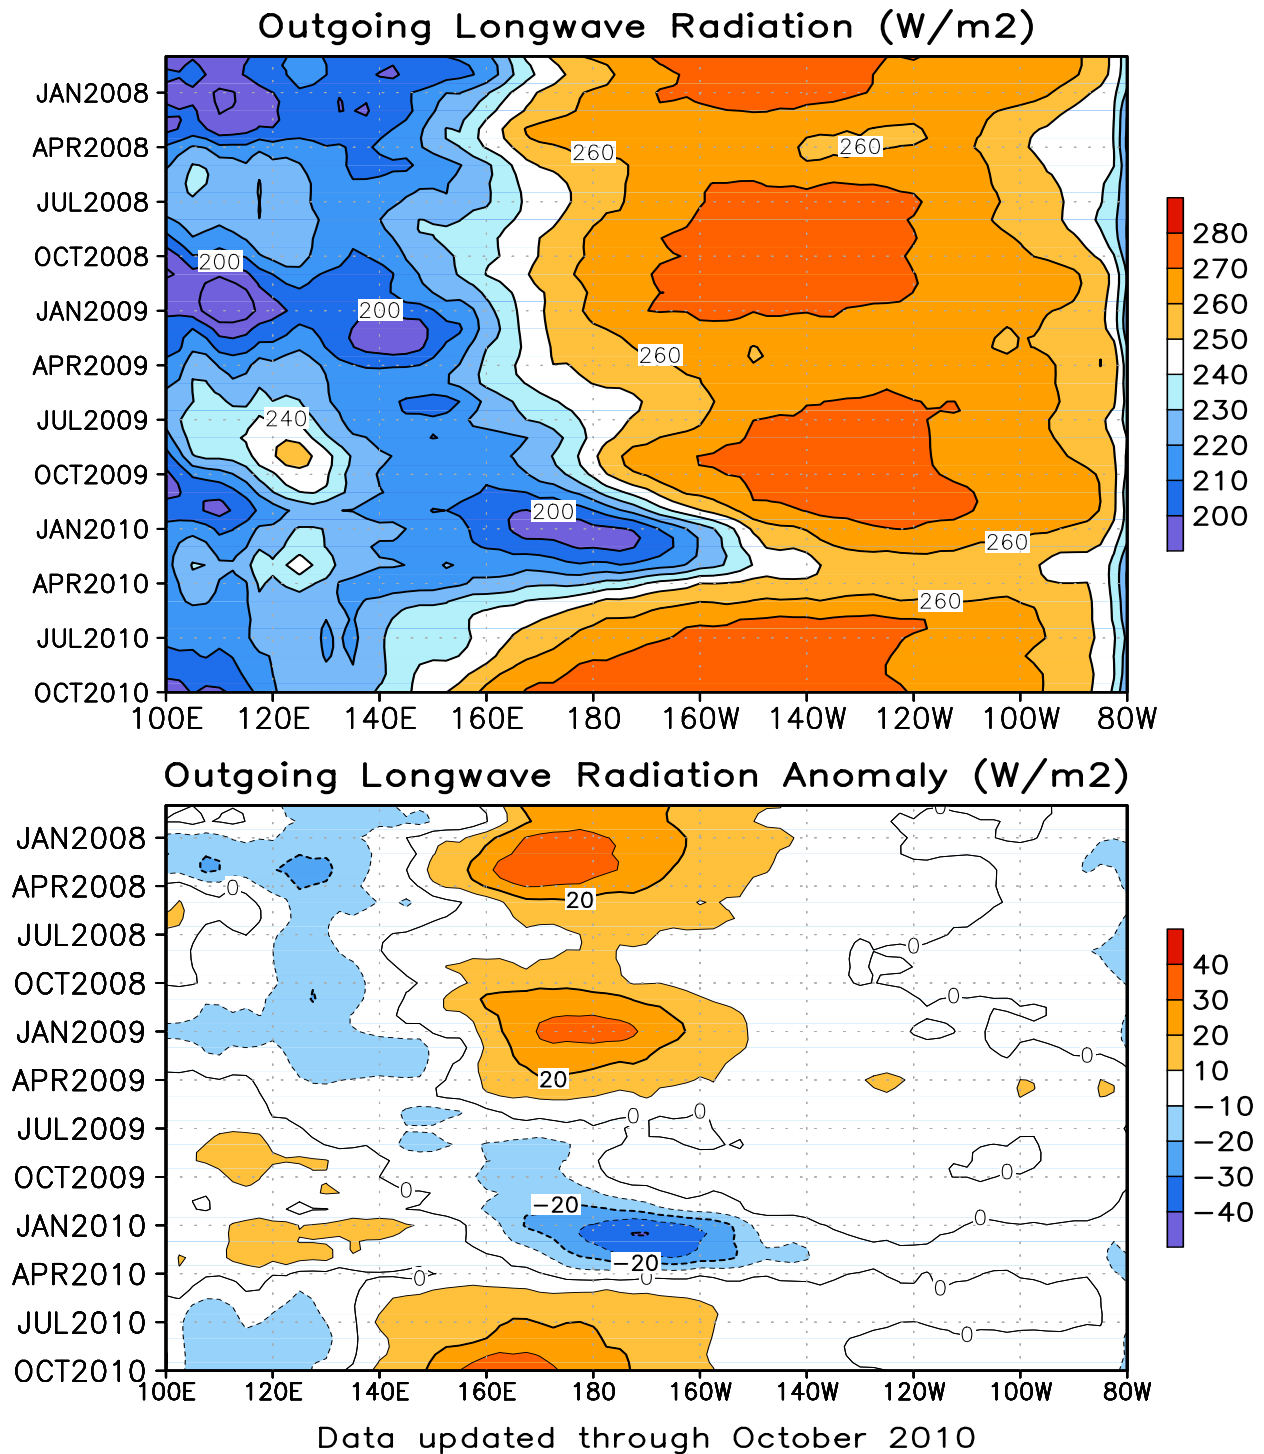 Outgoing Longwave Radiation (W/m2)
JAN2008
APR2008
JUL2008
OCT2008
JAN2009
APR2009
JUL2009
OCT2009
JAN2010
APR2010
JUL2010
OCT2010
260
260
200
200
260
240
200
260
260
100E 120E 140E 160E 180 160W 140W 120W 100W 80W
280
270
260
250
240
230
220
210
200
Outgoing Longwave Radiation Anomaly (W/m2)
JAN2008
APR2008
JUL2008
OCT2008
JAN2009
APR2009
JUL2009
OCT2009
JAN2010
APR2010
JUL2010
OCT2010
0
0
20
0
0
0
20
0
0
0
0
-20
0
-20
0
0
0
0
100E 120E 140E 160E 180 160W 140W 120W 100W 80W
40
30
20
10
-10
-20
-30
-40
Data updated through October 2010